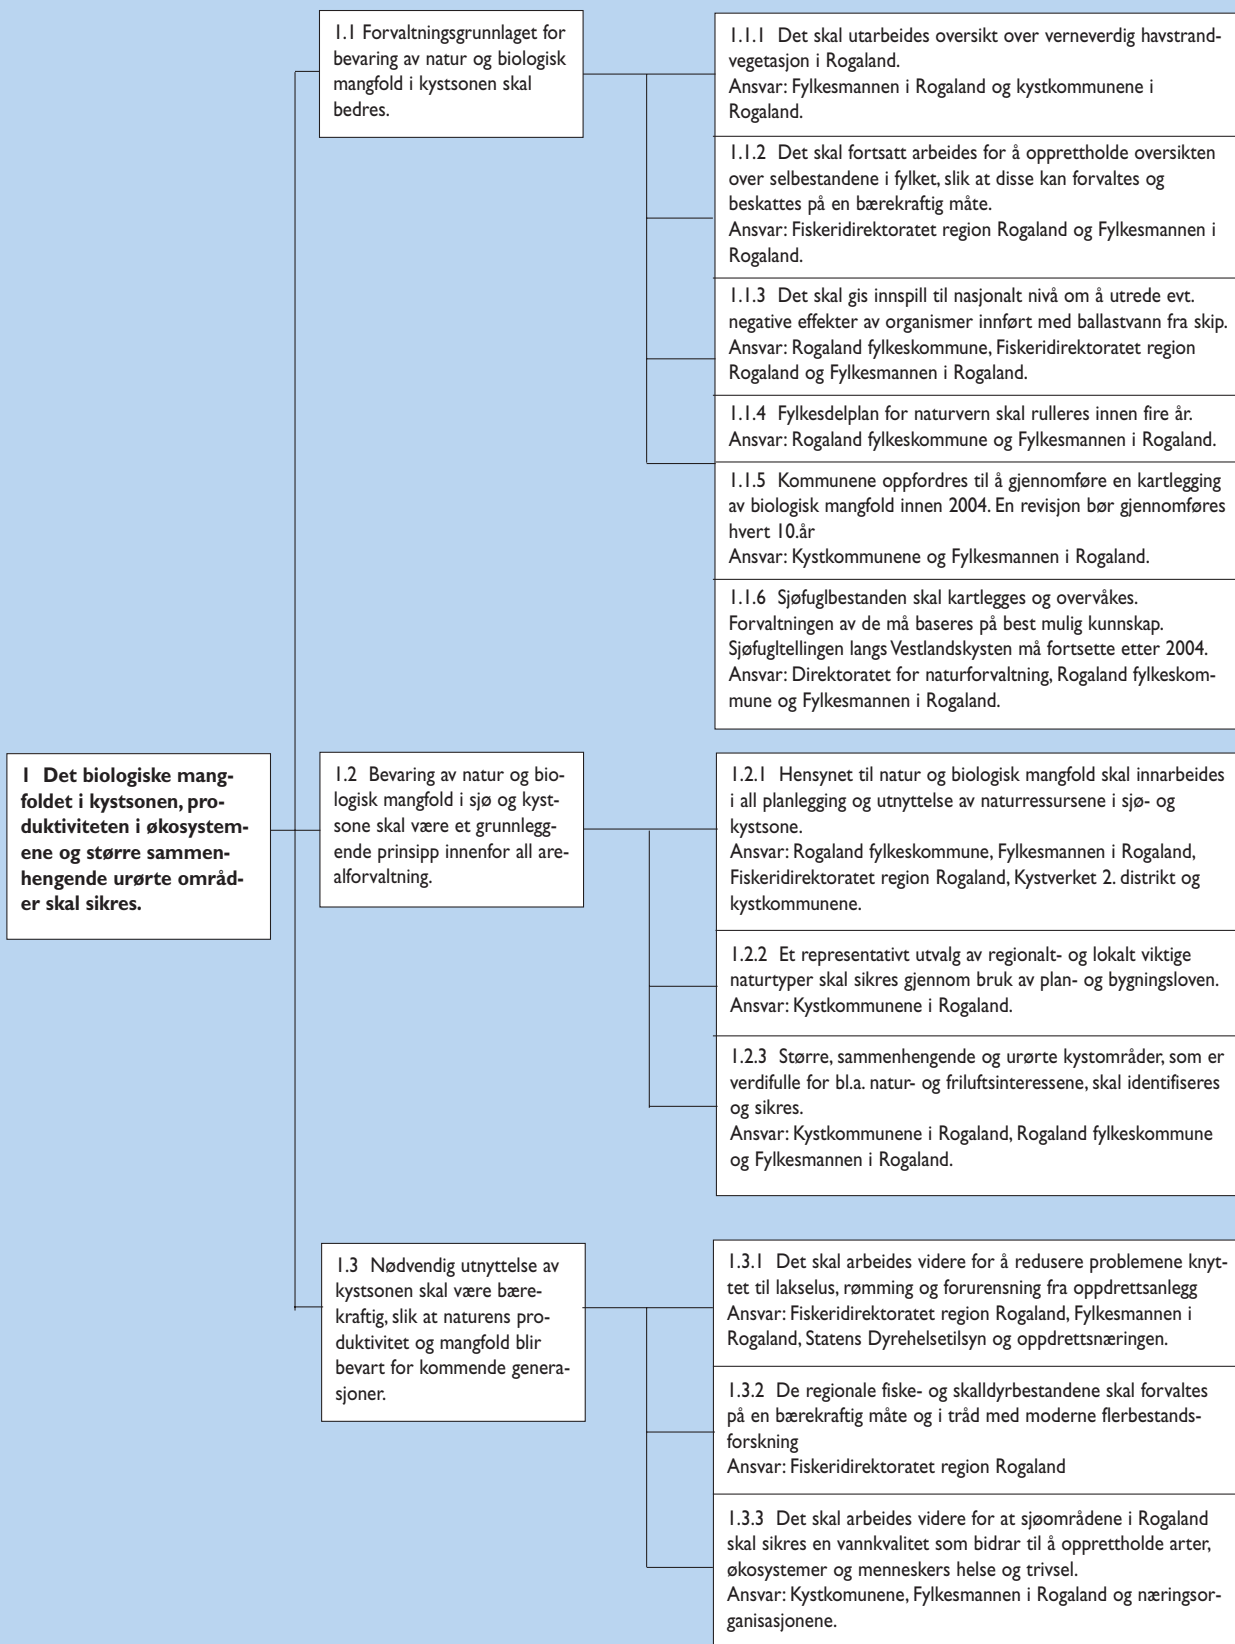 1.1 Forvaltningsgrunnlaget for
bevaring av natur og biologisk
mangfold i kystsonen skal
bedres.
1.1.1 Det skal utarbeides oversikt over verneverdig havstrand-
vegetasjon i Rogaland.
Ansvar: Fylkesmannen i Rogaland og kystkommunene i
Rogaland.
1.1.2 Det skal fortsatt arbeides for å opprettholde oversikten
over selbestandene i fylket, slik at disse kan forvaltes og
beskattes på en bærekraftig måte.
Ansvar: Fiskeridirektoratet region Rogaland og Fylkesmannen i
Rogaland.
1.1.3 Det skal gis innspill til nasjonalt nivå om å utrede evt.
negative effekter av organismer innført med ballastvann fra skip.
Ansvar: Rogaland fylkeskommune, Fiskeridirektoratet region
Rogaland og Fylkesmannen i Rogaland.
1.1.4 Fylkesdelplan for naturvern skal rulleres innen fire år.
Ansvar: Rogaland fylkeskommune og Fylkesmannen i Rogaland.
1.1.5 Kommunene oppfordres til å gjennomføre en kartlegging
av biologisk mangfold innen 2004. En revisjon bør gjennomføres
hvert 10.år
Ansvar: Kystkommunene og Fylkesmannen i Rogaland.
1.1.6 Sjøfuglbestanden skal kartlegges og overvåkes.
Forvaltningen av de må baseres på best mulig kunnskap.
Sjøfugltellingen langs Vestlandskysten må fortsette etter 2004.
Ansvar: Direktoratet for naturforvaltning, Rogaland fylkeskom-
mune og Fylkesmannen i Rogaland.
1 Det biologiske mang-
foldet i kystsonen, pro-
duktiviteten i økosystem-
ene og større sammen-
hengende urørte områd-
er skal sikres.
1.2 Bevaring av natur og bio-
logisk mangfold i sjø og kyst-
sone skal være et grunnlegg-
ende prinsipp innenfor all are-
alforvaltning.
1.2.1 Hensynet til natur og biologisk mangfold skal innarbeides
i all planlegging og utnyttelse av naturressursene i sjø- og
kystsone.
Ansvar: Rogaland fylkeskommune, Fylkesmannen i Rogaland,
Fiskeridirektoratet region Rogaland, Kystverket 2. distrikt og
kystkommunene.
1.2.2 Et representativt utvalg av regionalt- og lokalt viktige
naturtyper skal sikres gjennom bruk av plan- og bygningsloven.
Ansvar: Kystkommunene i Rogaland.
1.2.3 Større, sammenhengende og urørte kystområder, som er
verdifulle for bl.a. natur- og friluftsinteressene, skal identifiseres
og sikres.
Ansvar: Kystkommunene i Rogaland, Rogaland fylkeskommune
og Fylkesmannen i Rogaland.
1.3 Nødvendig utnyttelse av
kystsonen skal være bære-
kraftig, slik at naturens pro-
duktivitet og mangfold blir
bevart for kommende genera-
sjoner.
1.3.1 Det skal arbeides videre for å redusere problemene knyt-
tet til lakselus, rømming og forurensning fra oppdrettsanlegg
Ansvar: Fiskeridirektoratet region Rogaland, Fylkesmannen i
Rogaland, Statens Dyrehelsetilsyn og oppdrettsnæringen.
1.3.2 De regionale fiske- og skalldyrbestandene skal forvaltes
på en bærekraftig måte og i tråd med moderne flerbestands-
forskning
Ansvar: Fiskeridirektoratet region Rogaland
1.3.3 Det skal arbeides videre for at sjøområdene i Rogaland
skal sikres en vannkvalitet som bidrar til å opprettholde arter,
økosystemer og menneskers helse og trivsel.
Ansvar: Kystkomunene, Fylkesmannen i Rogaland og næringsor-
ganisasjonene.